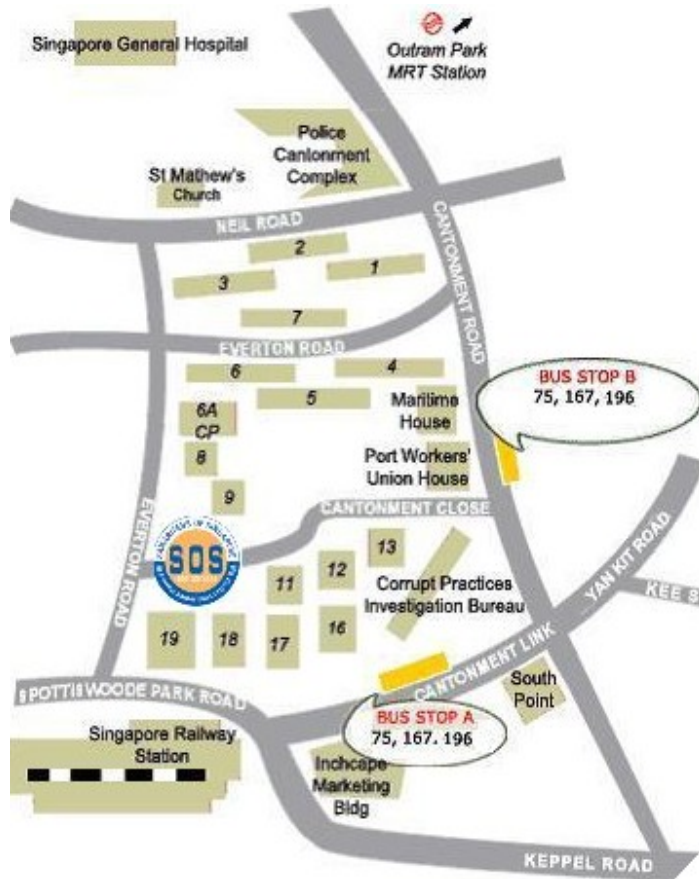 Singapore General Hospital
Outram Park
MRT Station
Police
Cantonment
Complex
St Mathew's
Church
NEIL ROAD
CANTONMENT ROAD
2
1
3
7
EVERTON ROAD
6
4
5
BUS STOP B
75, 167, 196
Maritime
House
6A
CP
8
Port Workers'
Union House
9
CANTONMENT CLOSE
EVERTON ROAD
SOS
13
12
11
Corrupt Practices
Investigation Bureau
YAN KIT ROAD
KEE S
19
18
17
16
CANTONMENT LINK
South
Point
SPOTTISWOODE PARK ROAD
BUS STOP A
75, 167. 196
Singapore Railway
Station
Inchcape
Marketing
Bldg
KEPPEL ROAD